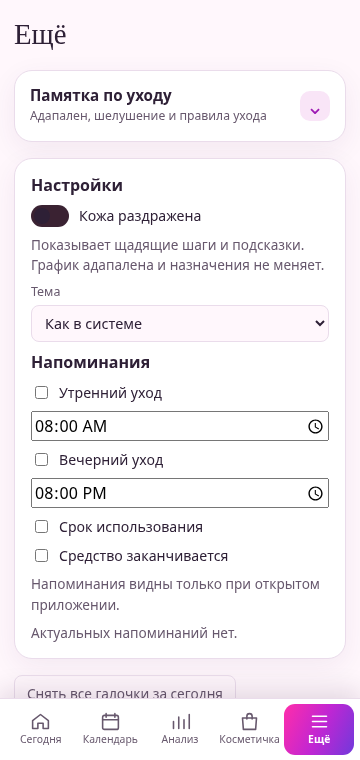 Ещё
Памятка по уходу
Адапален, шелушение и правила ухода
Настройки
Кожа раздражена
Показывает щадящие шаги и подсказки.
График адапалена и назначения не меняет.
Тема
Как в системе
Напоминания
Утренний уход
08:00 AM
Вечерний уход
08:00 PM
Срок использования
Средство заканчивается
Напоминания видны только при открытом
приложении.
Актуальных напоминаний нет.
Снять все галочки за сегодня
Сегодня Календарь Анализ Косметичка Ещё